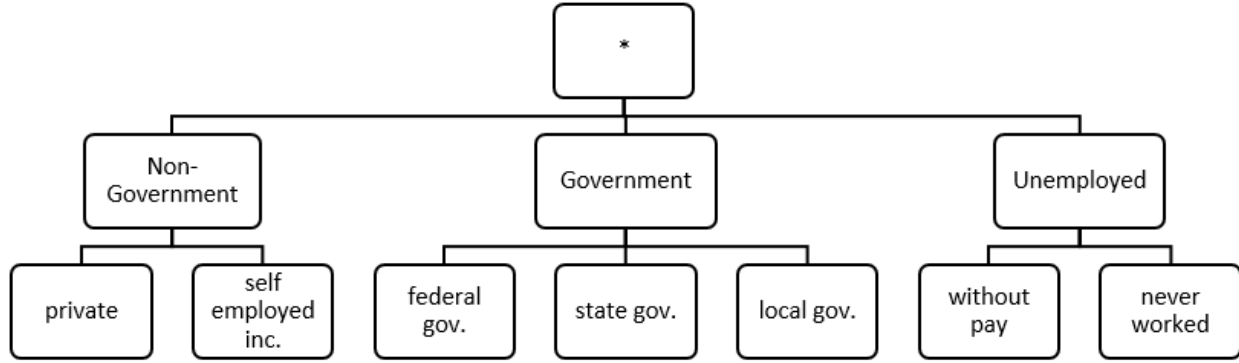 *
Non-
Government
Government
Unemployed
private
self
employed
inc.
federal
gov.
state gov.
local gov.
without
pay
never
worked